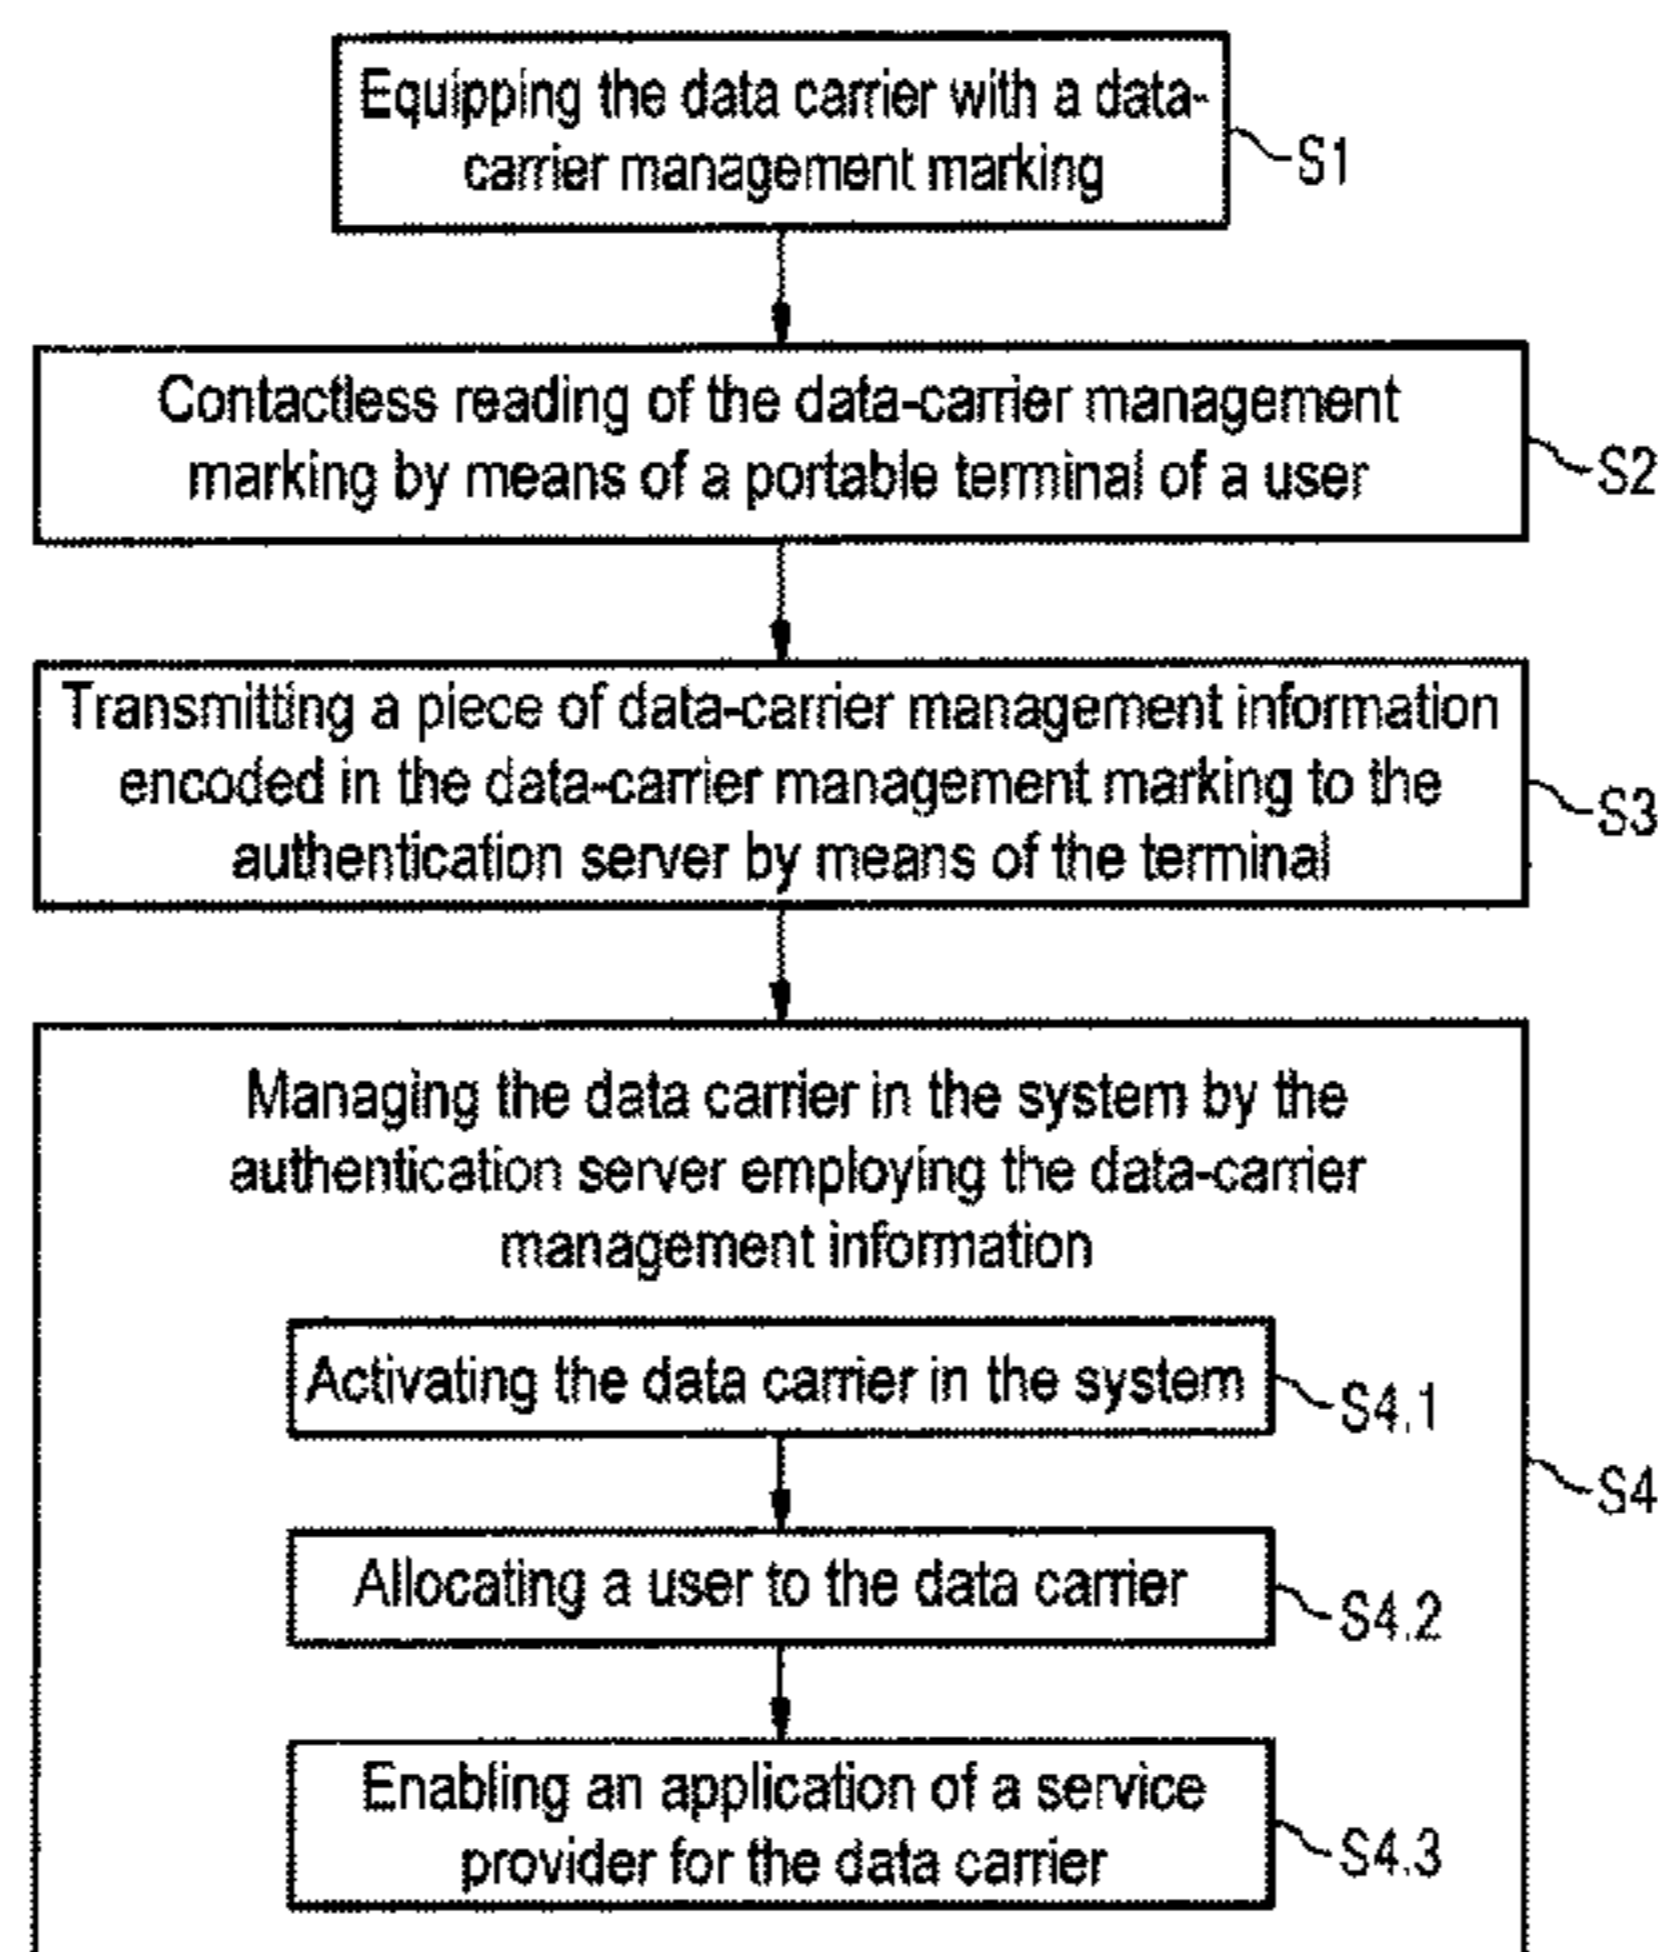 Equipping the data carrier with a data-
carrier management marking
S1
Contactless reading of the data-carrier management
marking by means of a portable terminal of a user
S2
Transmitting a piece of data-carrier management information
encoded in the data-carrier management marking to the
authentication server by means of the terminal
S3
Managing the data carrier in the system by the
authentication server employing the data-carrier
management information
Activating the data carrier in the system
S4.1
S4
Allocating a user to the data carrier
S4.2
Enabling an application of a service
provider for the data carrier
S4.3